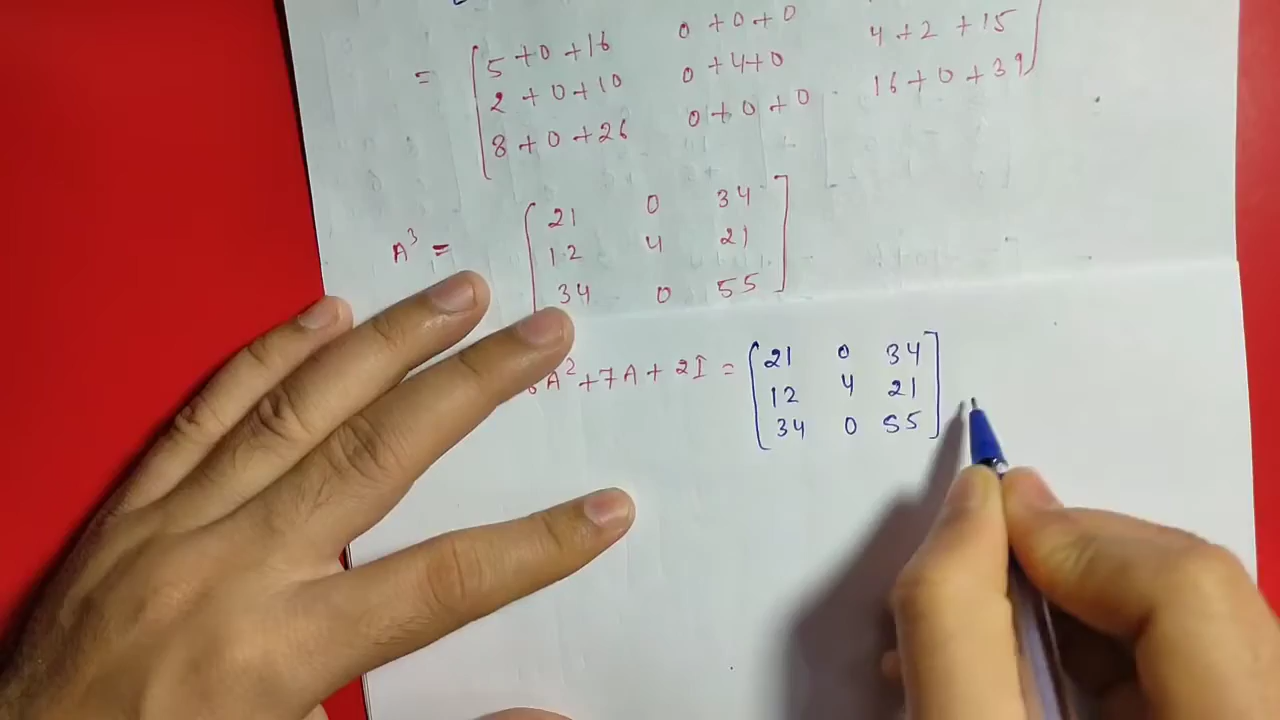 = [ 5 + 0 + 16 0 + 0 + 0
2 + 0 + 10 0 + 4 + 0 4 + 2 + 15
8 + 0 + 26 0 + 0 + 0 16 + 0 + 39 ]
A³ = [ 21 0 34
12 4 21
34 0 55 ]
A² + 7A + 2I = [ 21 0 34
12 4 21
34 0 55 ]